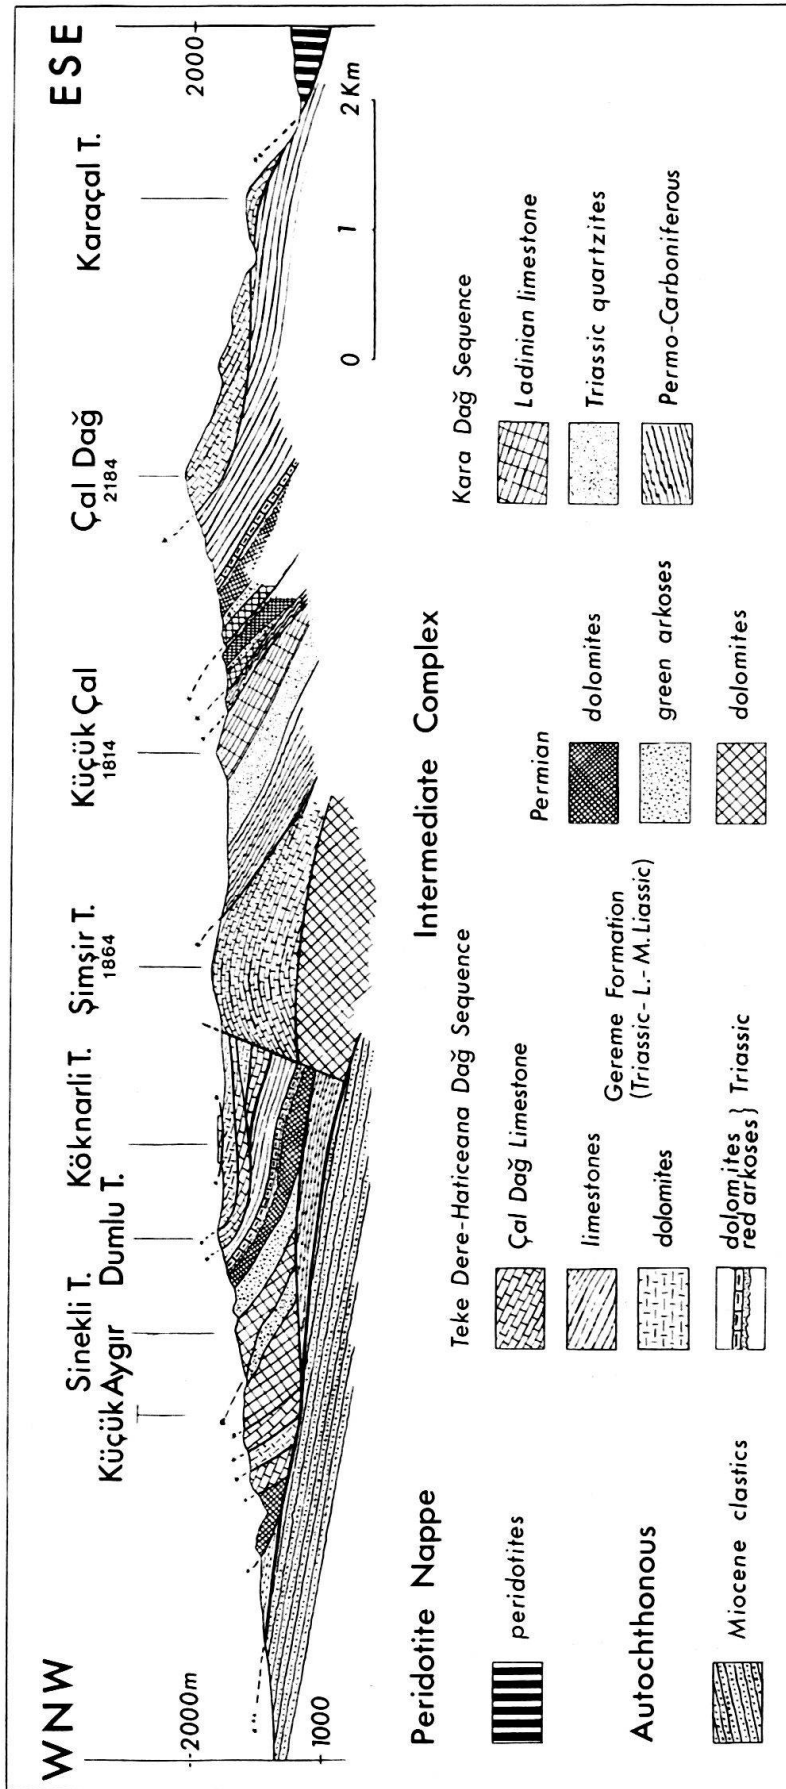 WNW
ESE
Sinekli T.
Küçük Aygır
Dumlu T.
Köknarli T.
Şimşir T.
1864
Küçük Çal
1814
Çal Dağ
2184
Karaçal T.
-2000m
1000
2000
0
1
2 Km
Peridotite Nappe
peridotites
Autochthonous
Miocene clastics
Intermediate Complex
Teke Dere-Haticeana Dağ Sequence
Çal Dağ Limestone
limestones
dolomites
Gereme Formation
(Triassic-L.-M. Liassic)
dolomites
red arkoses
} Triassic
Permian
dolomites
green arkoses
dolomites
Kara Dağ Sequence
Ladinian limestone
Triassic quartzites
Permo-Carboniferous